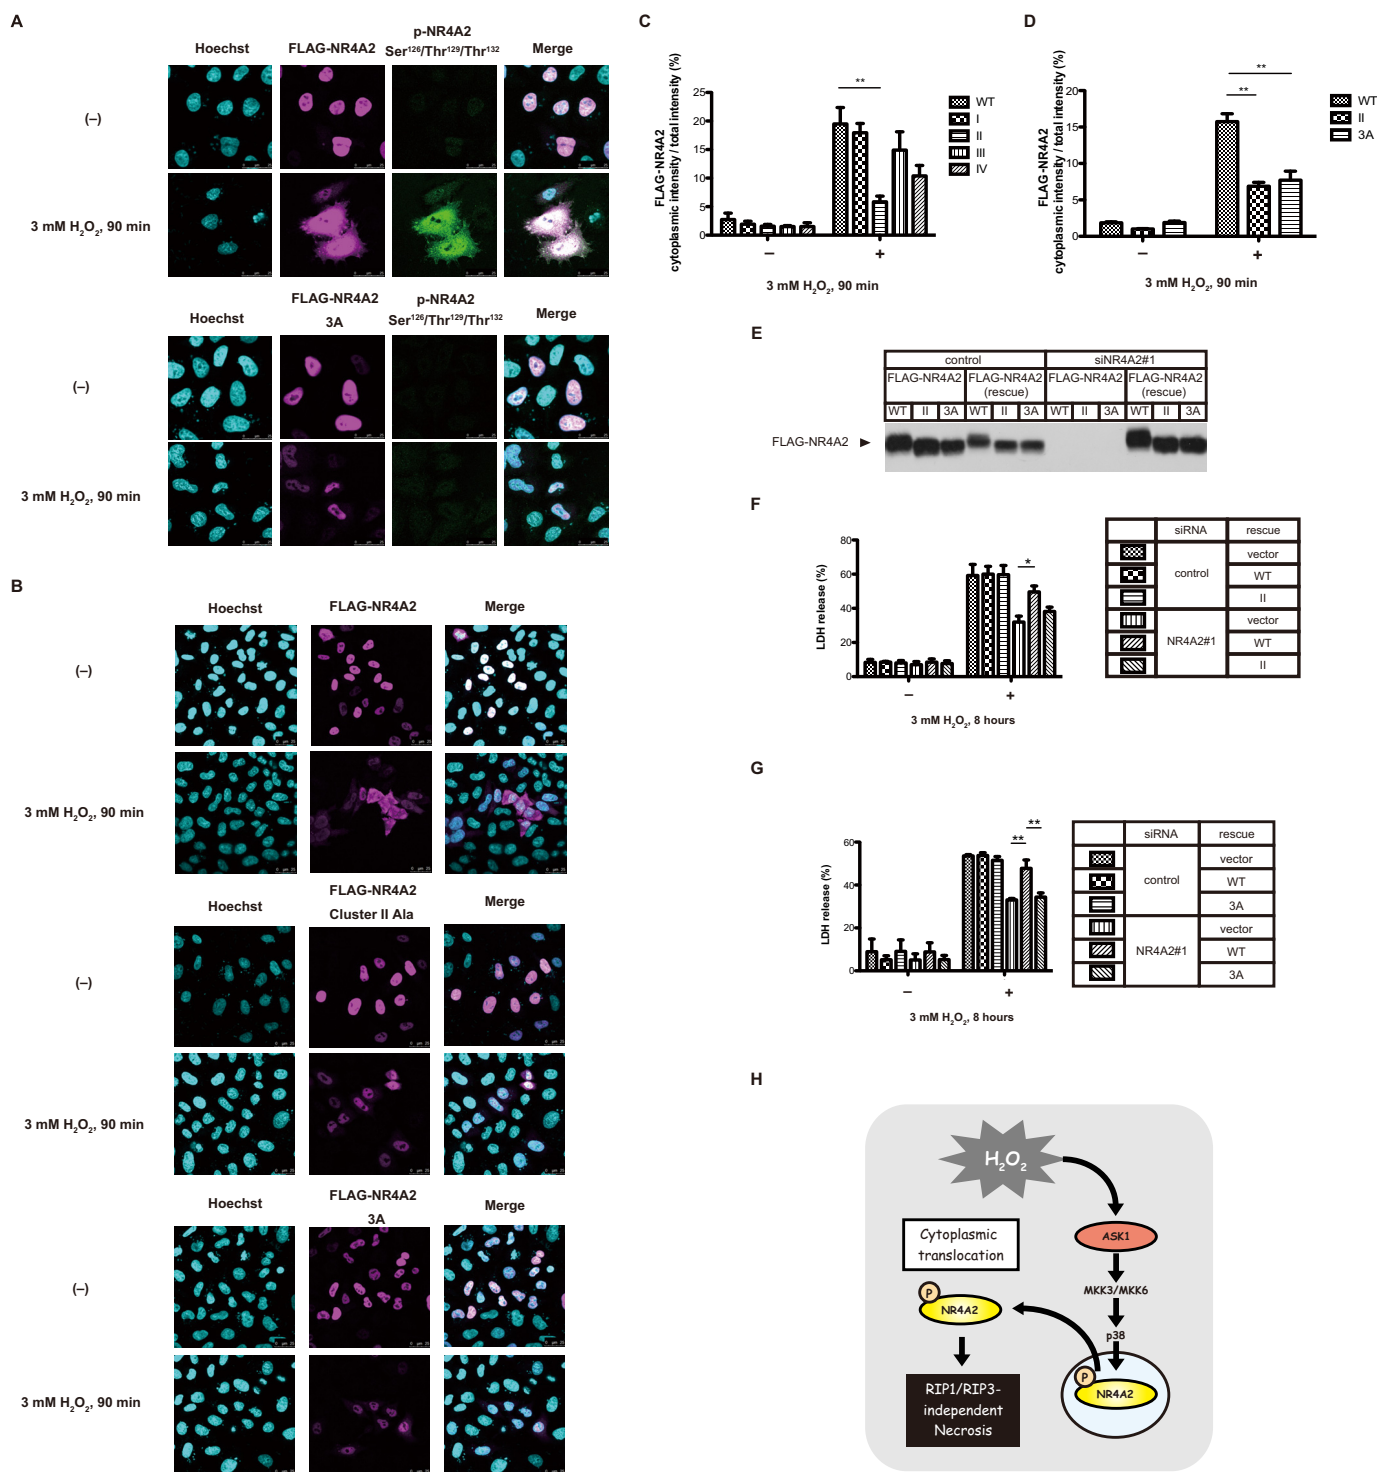 A
Hoechst
FLAG-NR4A2
p-NR4A2
Ser126/Thr129/Thr132
Merge
(–)
3 mM H2O2, 90 min
Hoechst
FLAG-NR4A2
3A
p-NR4A2
Ser126/Thr129/Thr132
Merge
(–)
3 mM H2O2, 90 min
B
Hoechst
FLAG-NR4A2
Merge
(–)
3 mM H2O2, 90 min
Hoechst
FLAG-NR4A2
Cluster II Ala
Merge
(–)
3 mM H2O2, 90 min
Hoechst
FLAG-NR4A2
3A
Merge
(–)
3 mM H2O2, 90 min
C
FLAG-NR4A2
cytoplasmic intensity / total intensity (%)
25
20
15
10
5
0
**
WT
I
II
III
IV
– +
3 mM H2O2, 90 min
D
FLAG-NR4A2
cytoplasmic intensity / total intensity (%)
20
15
10
5
0
**
**
WT
II
3A
– +
3 mM H2O2, 90 min
E
control siNR4A2#1
FLAG-NR4A2 FLAG-NR4A2 (rescue) FLAG-NR4A2 FLAG-NR4A2 (rescue)
WT II 3A WT II 3A WT II 3A WT II 3A
FLAG-NR4A2 ►
F
LDH release (%)
80
60
40
20
0
*
– +
3 mM H2O2, 8 hours
siRNA rescue
control
vector
WT
II
NR4A2#1
vector
WT
II
G
LDH release (%)
60
40
20
0
**
**
– +
3 mM H2O2, 8 hours
siRNA rescue
control
vector
WT
3A
NR4A2#1
vector
WT
3A
H
H2O2
ASK1
MKK3/MKK6
p38
P
NR4A2
Cytoplasmic
translocation
P
NR4A2
RIP1/RIP3-
independent
Necrosis